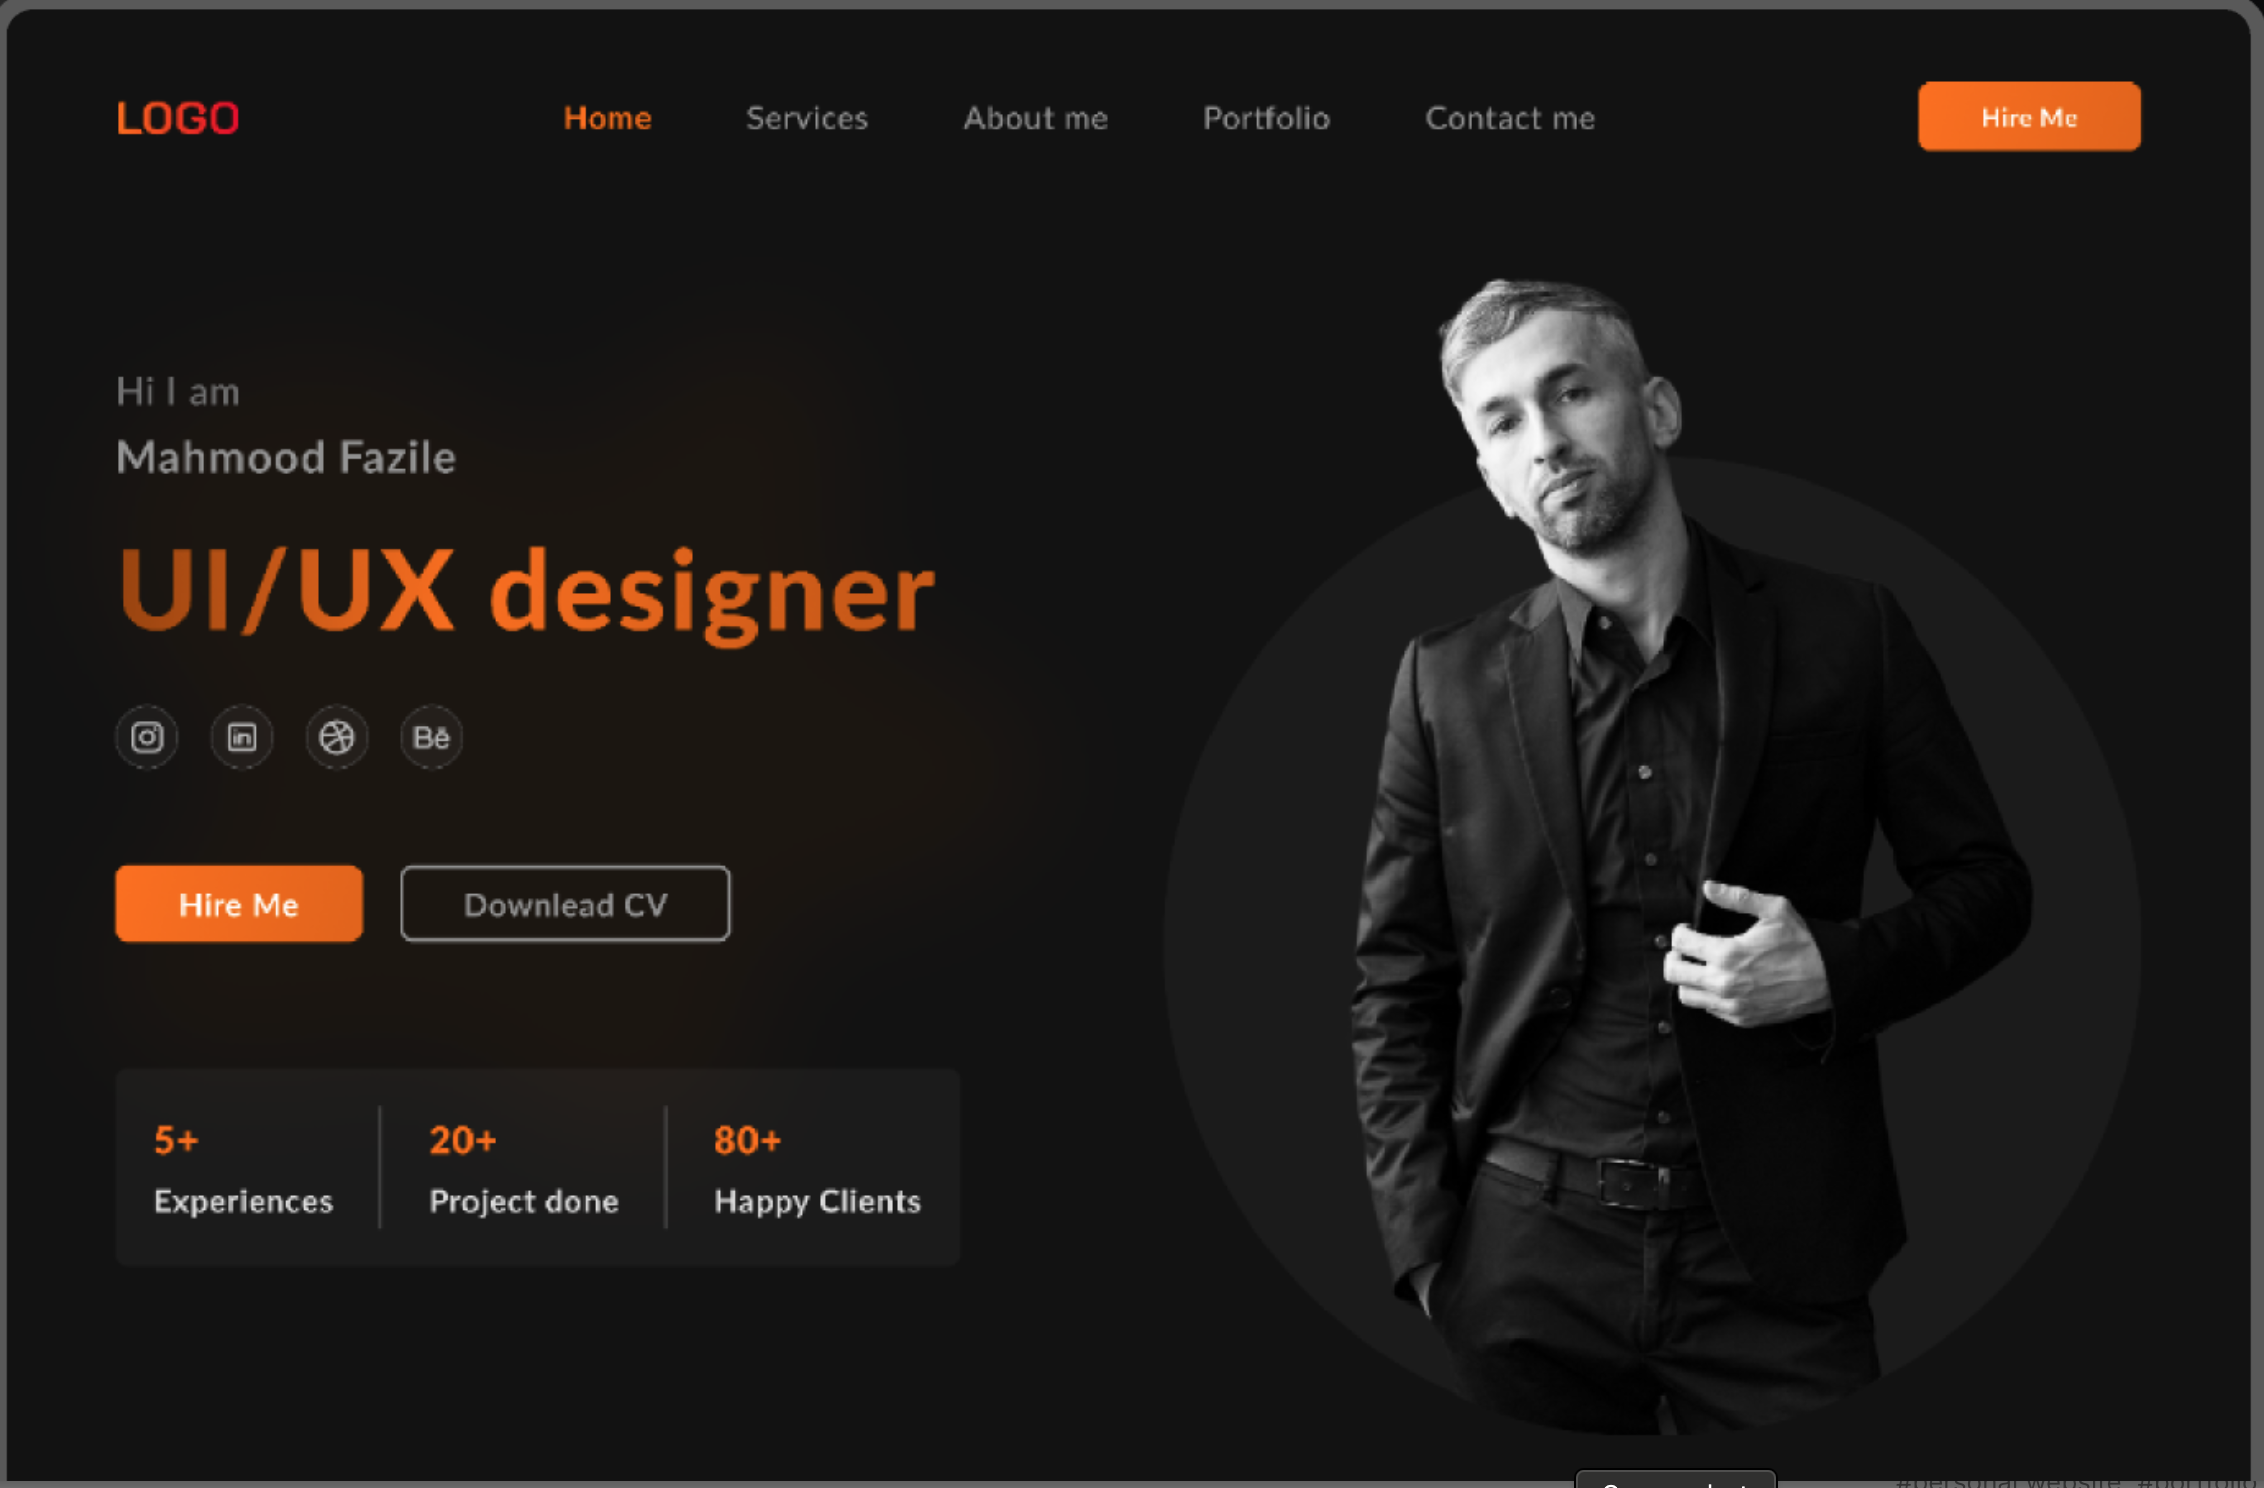 LOGO
Home Services About me Portfolio Contact me
Hire Me
Hi I am
Mahmood Fazile
UI/UX designer
in
Bē
Hire Me
Downlead CV
5+
Experiences
20+
Project done
80+
Happy Clients